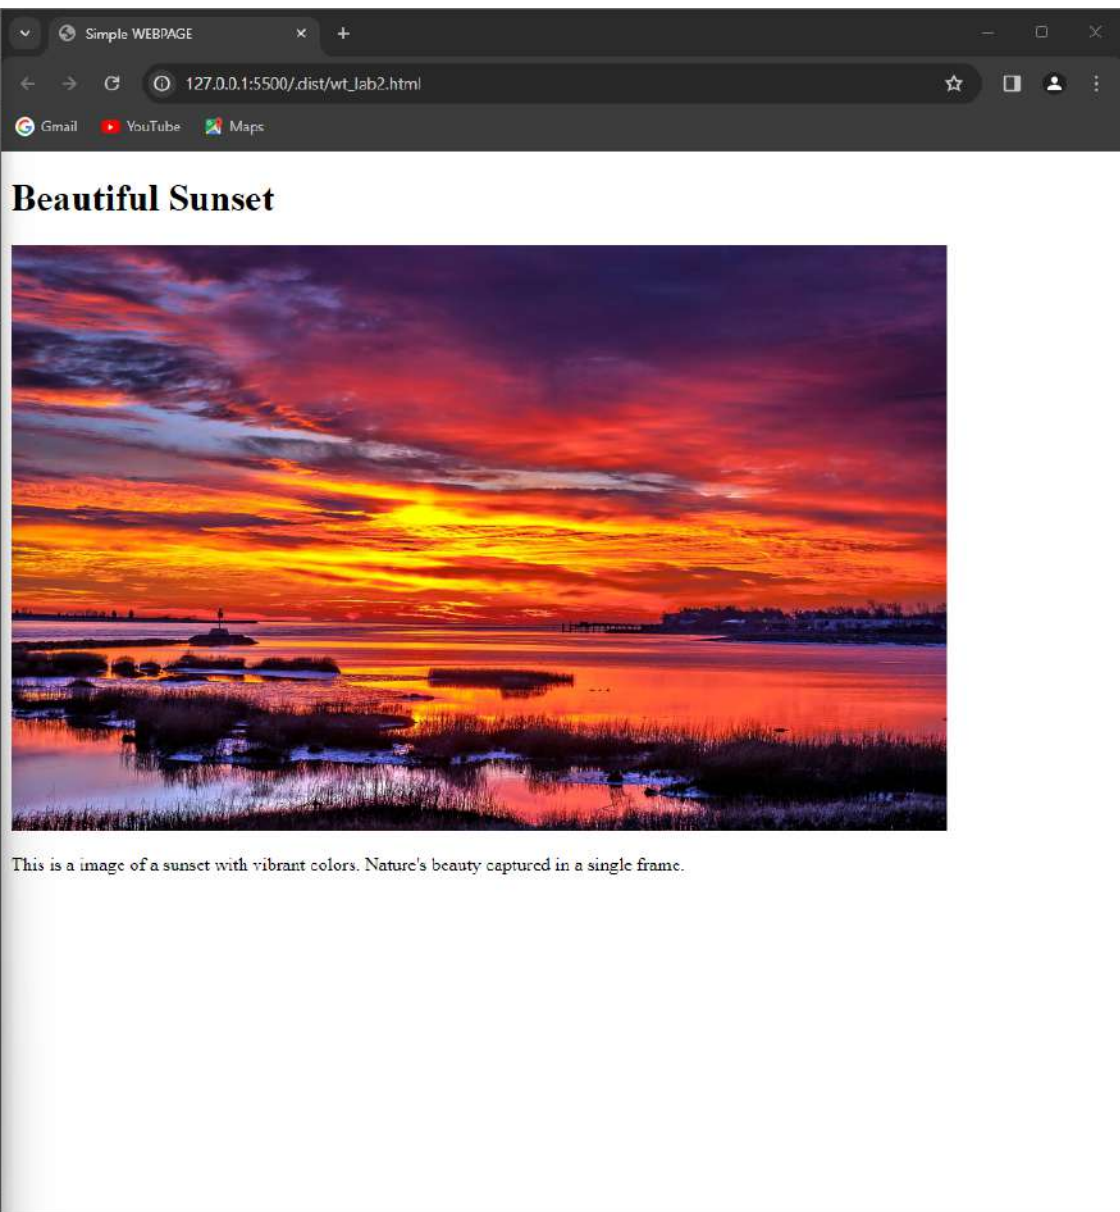 Simple WEBPAGE
127.0.0.1:5500/.dist/wt_lab2.html
Gmail YouTube Maps
Beautiful Sunset
This is a image of a sunset with vibrant colors. Nature's beauty captured in a single frame.